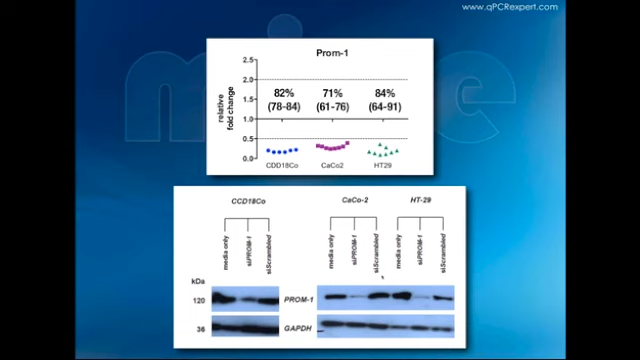 www.qPCRexpert.com
Prom-1
relative
fold change
2.5
2.0
1.5
1.0
0.5
0.0
82%
(78-84)
71%
(61-76)
84%
(64-91)
CDD18Co
CaCo2
HT29
CCD18Co
CaCo-2
HT-29
media only
siPROM-1
siScrambled
media only
siPROM-1
siScrambled
media only
siPROM-1
siScrambled
kDa
120
PROM-1
36
GAPDH